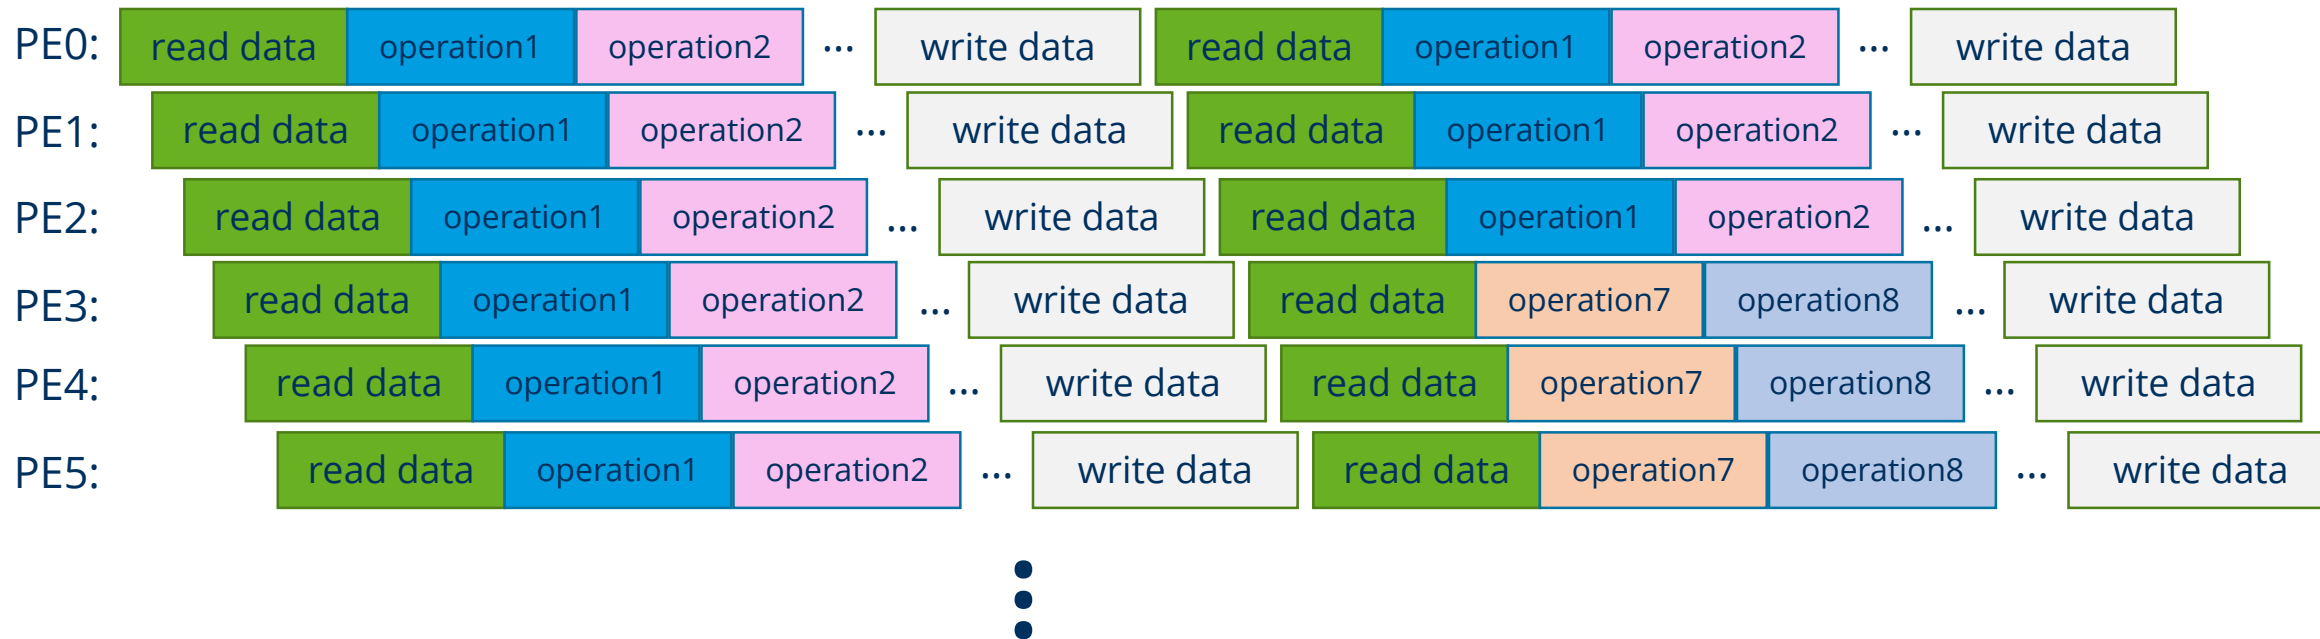 PE0: read data operation1 operation2 ... write data read data operation1 operation2 ... write data
PE1: read data operation1 operation2 ... write data read data operation1 operation2 ... write data
PE2: read data operation1 operation2 ... write data read data operation1 operation2 ... write data
PE3: read data operation1 operation2 ... write data read data operation7 operation8 ... write data
PE4: read data operation1 operation2 ... write data read data operation7 operation8 ... write data
PE5: read data operation1 operation2 ... write data read data operation7 operation8 ... write data